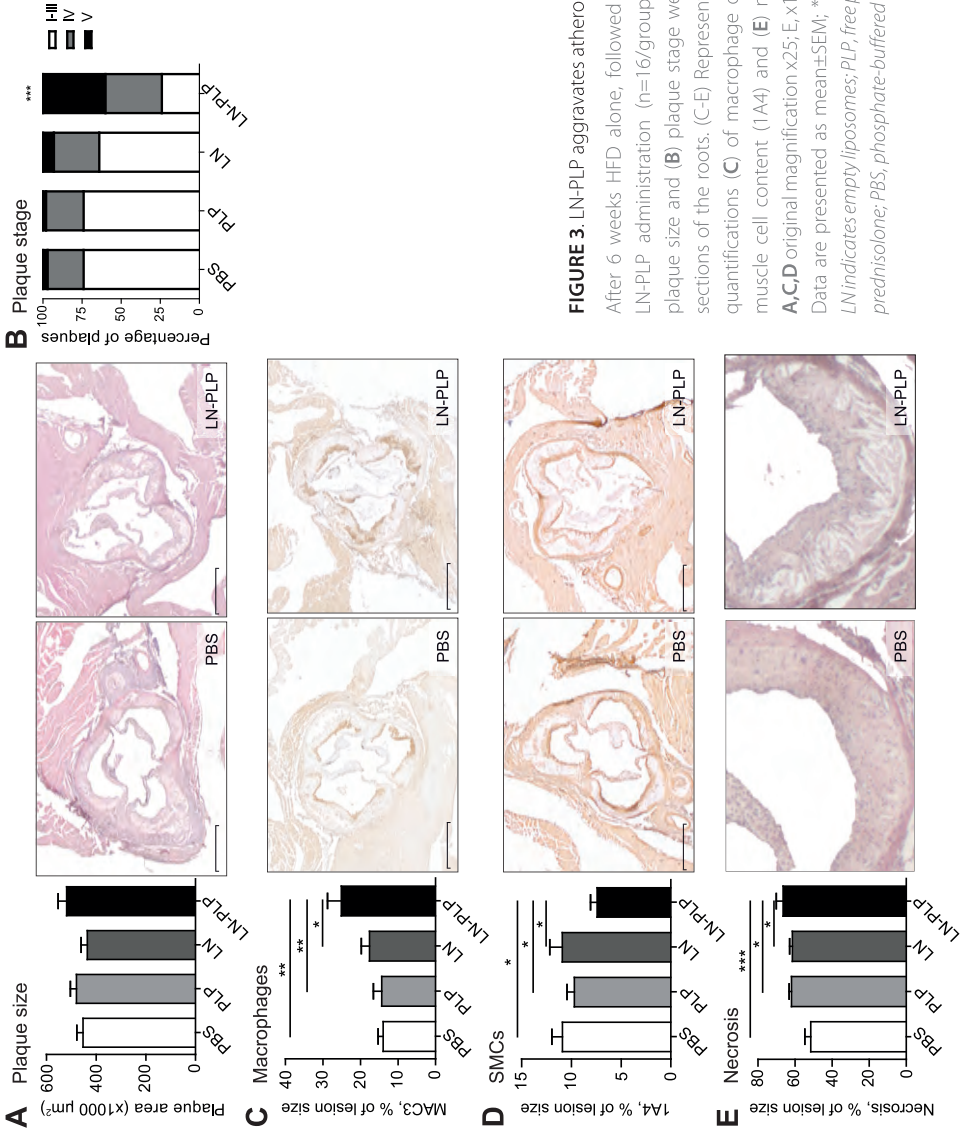 A Plaque size
Plaque area (x1000 µm²)
600
400
200
0
PBS
PLP
LN
LN-PLP
PBS
LN-PLP
B Plaque stage
Percentage of plaques
100
75
50
25
0
PBS
PLP
LN
LN-PLP
***
I-III
IV
V
C Macrophages
MAC3, % of lesion size
40
30
20
10
0
**
**
*
PBS
PLP
LN
LN-PLP
PBS
LN-PLP
D SMCs
1A4, % of lesion size
15
10
5
0
*
*
*
PBS
PLP
LN
LN-PLP
PBS
LN-PLP
E Necrosis
Necrosis, % of lesion size
80
60
40
20
0
***
*
*
PBS
PLP
LN
LN-PLP
PBS
LN-PLP
FIGURE 3. LN-PLP aggravates athero
After 6 weeks HFD alone, followed
LN-PLP administration (n=16/group
plaque size and (B) plaque stage we
sections of the roots. (C-E) Represen
quantifications (C) of macrophage c
muscle cell content (1A4) and (E) n
A,C,D original magnification x25; E, x1
Data are presented as mean±SEM; *
LN indicates empty liposomes; PLP, free p
prednisolone; PBS, phosphate-buffered